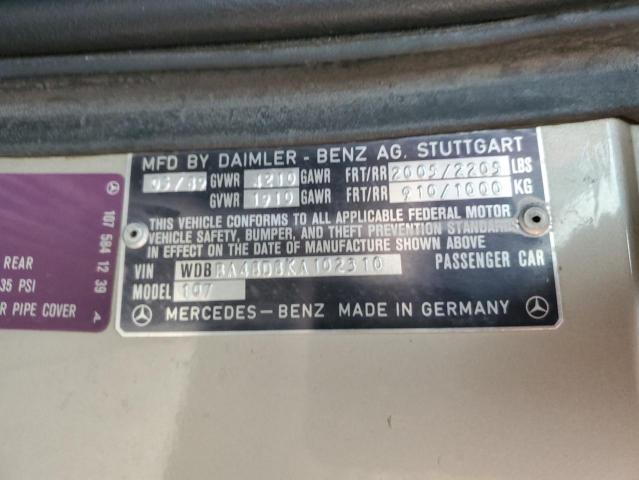 MFD BY DAIMLER - BENZ AG. STUTTGART
GVWR 4210 GAWR FRT/RR 2005/2205 LBS
GVWR 1910 GAWR FRT/RR 910/1000 KG
THIS VEHICLE CONFORMS TO ALL APPLICABLE FEDERAL MOTOR
VEHICLE SAFETY, BUMPER, AND THEFT PREVENTION STANDARDS
IN EFFECT ON THE DATE OF MANUFACTURE SHOWN ABOVE
VIN WDBBA48D8KA102310 PASSENGER CAR
MODEL 107
MERCEDES-BENZ MADE IN GERMANY
REAR
35 PSI
R PIPE COVER
107 584 12 39 A